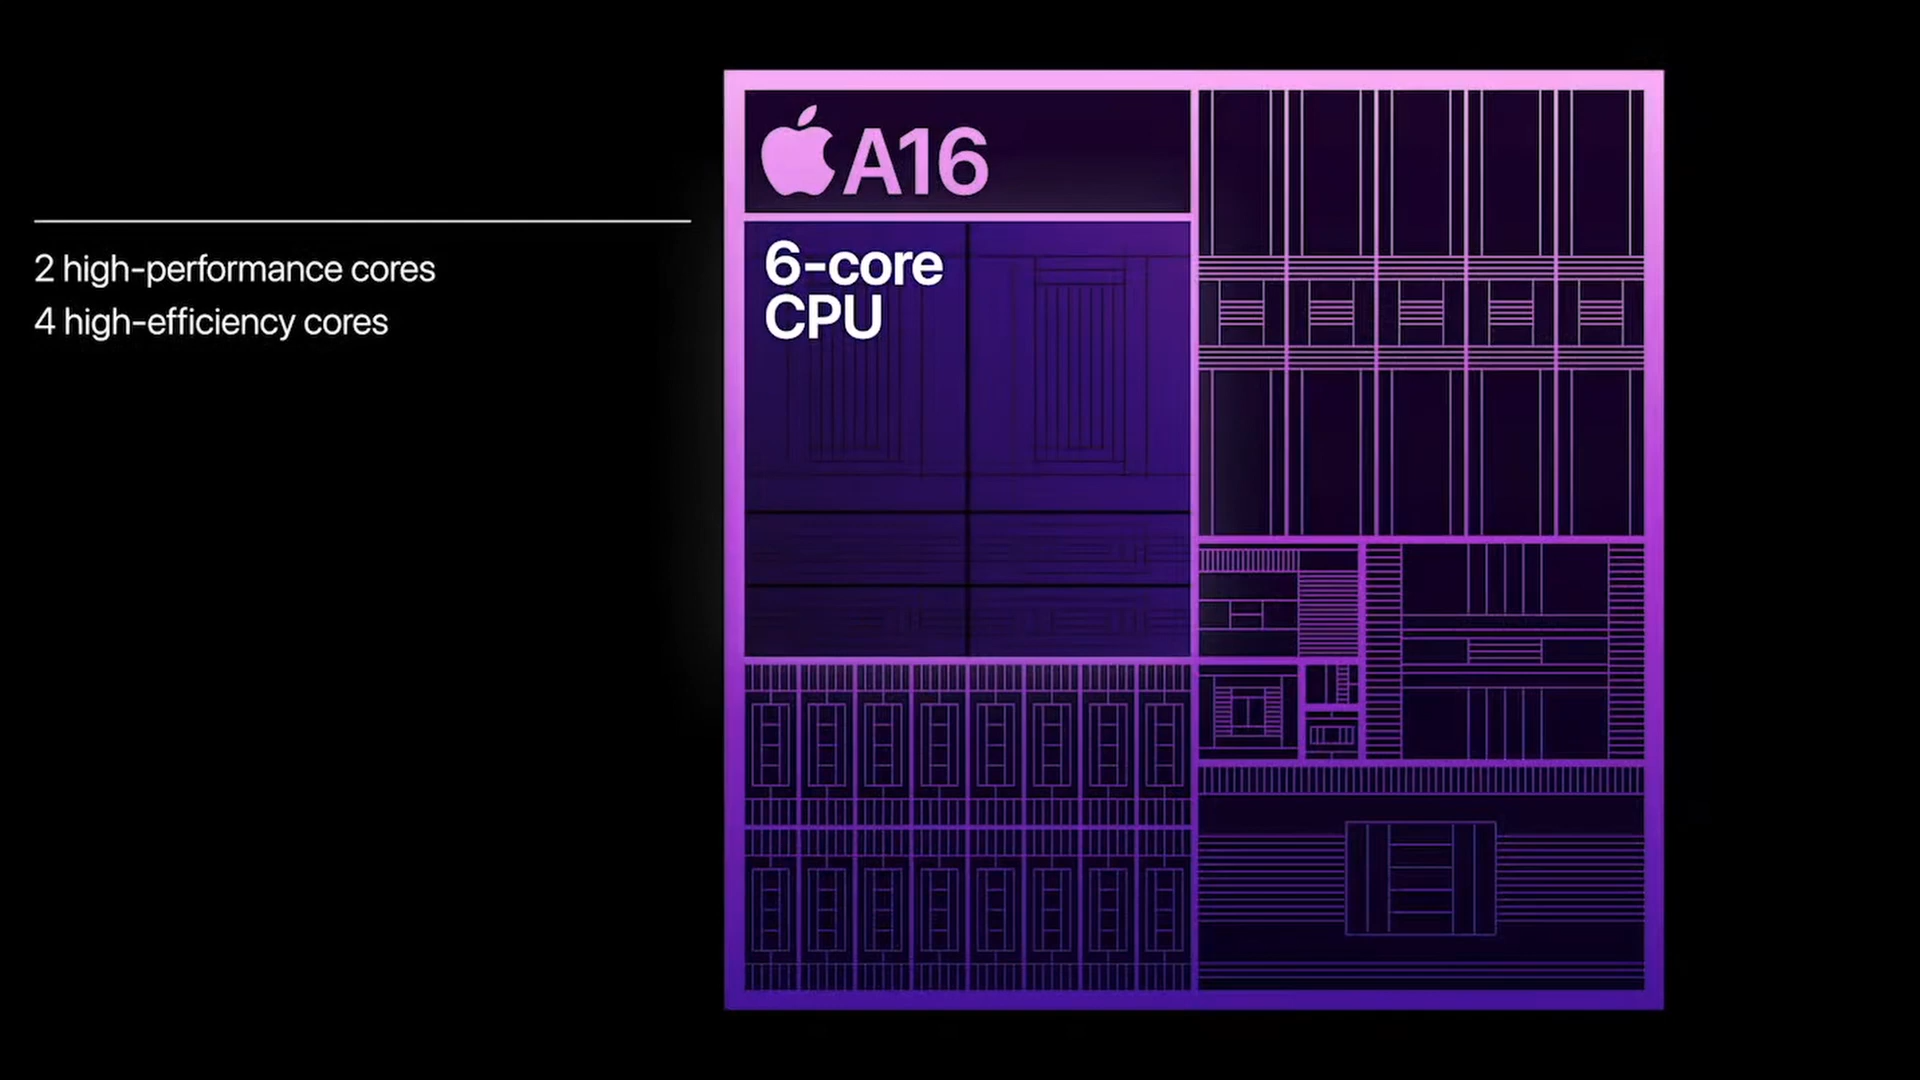 2 high-performance cores
4 high-efficiency cores
A16
6-core
CPU